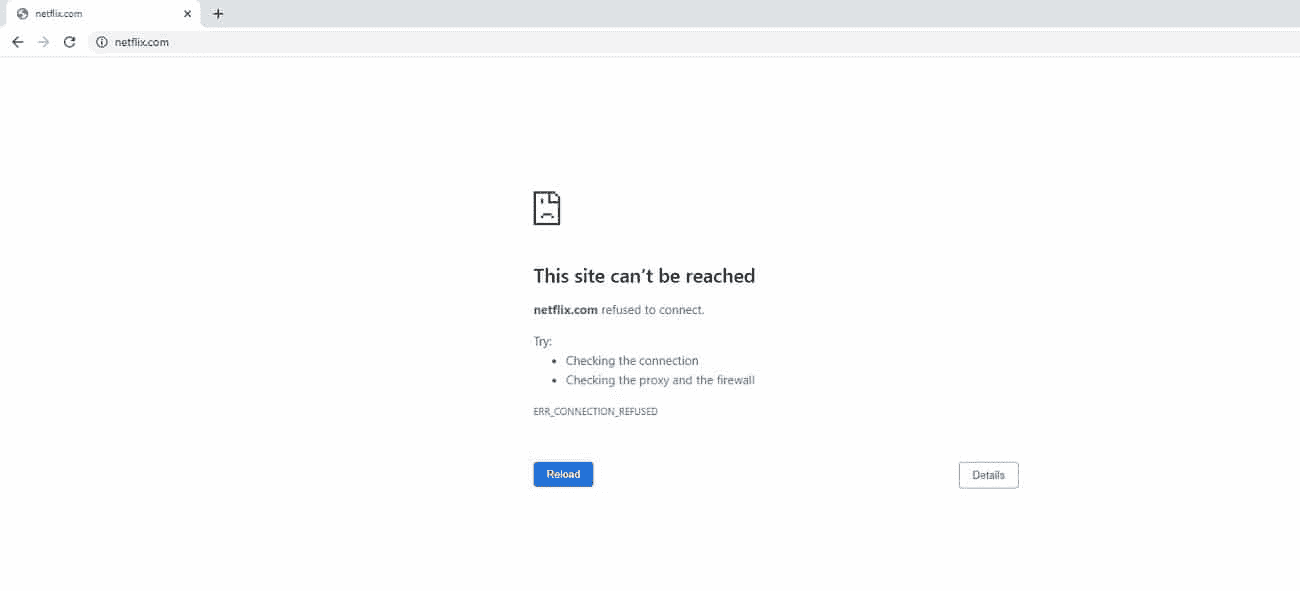 netflix.com
netflix.com
This site can't be reached
netflix.com refused to connect.
Try:
• Checking the connection
• Checking the proxy and the firewall
ERR_CONNECTION_REFUSED
Reload
Details